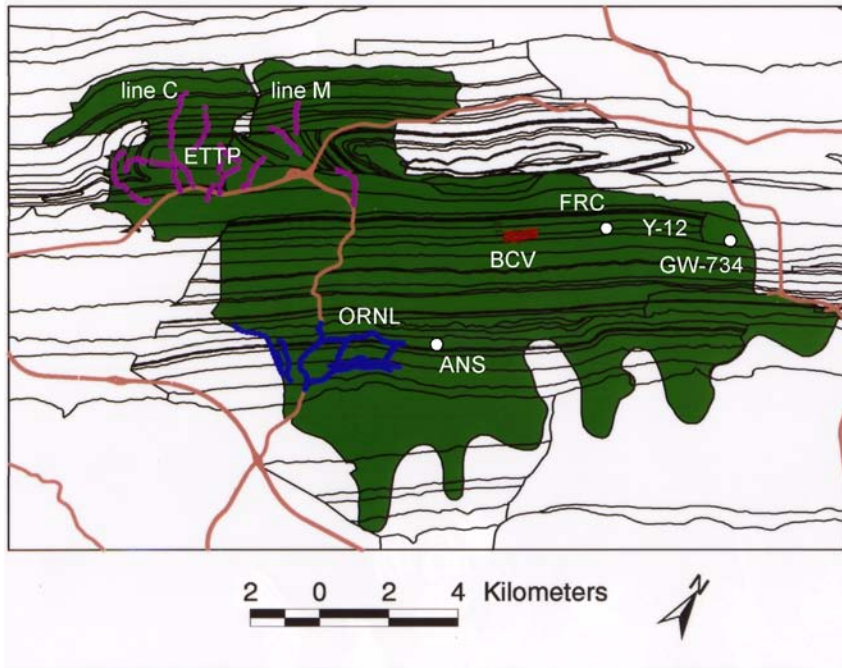 line C line M
ETTP
FRC
Y-12
BCV
GW-734
ORNL
ANS
2 0 2 4 Kilometers
N